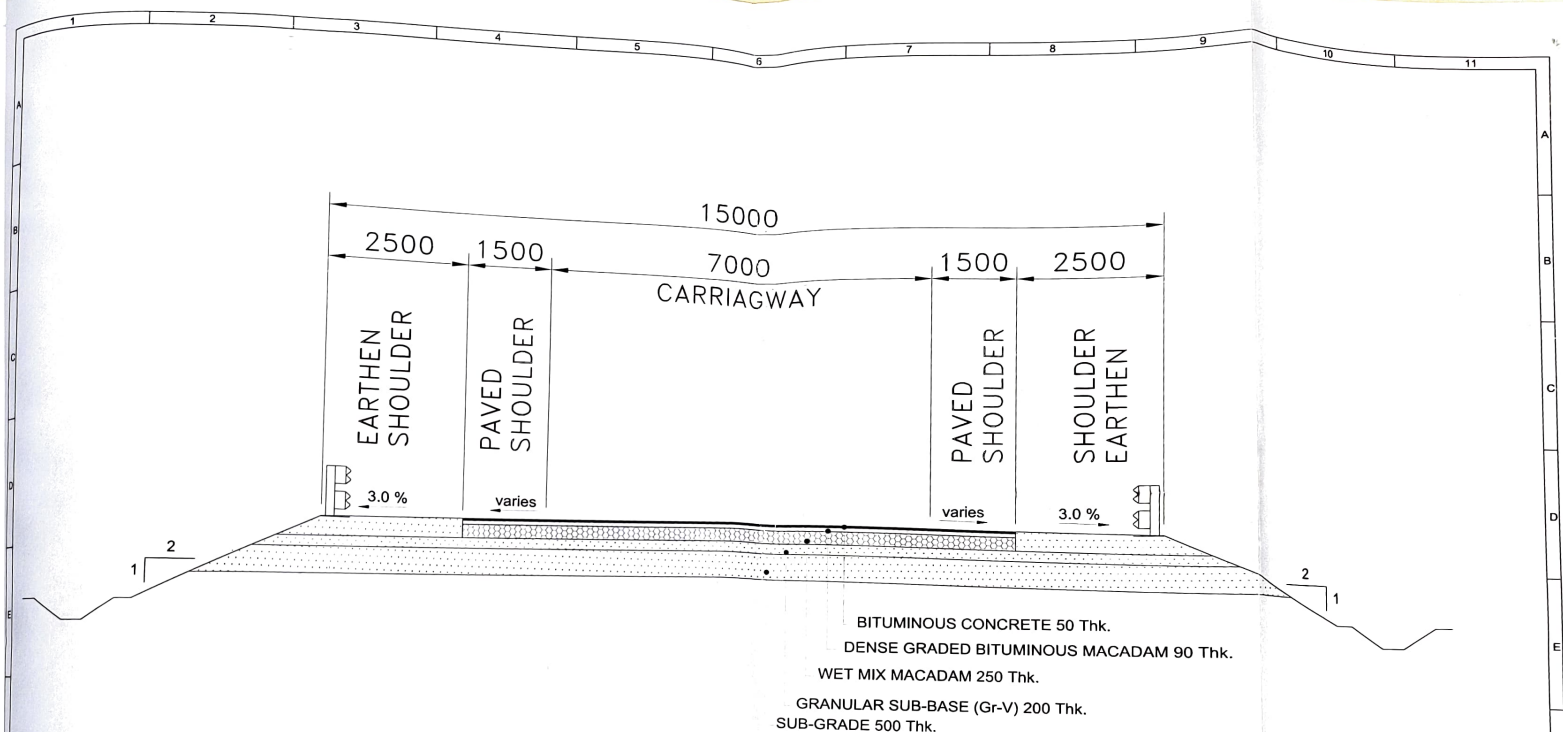 1 2 3 4 5 6 7 8 9 10 11
A A
B B
C C
D D
E E
15000
2500 1500 7000 1500 2500
CARRIAGWAY
EARTHEN
SHOULDER
PAVED
SHOULDER
PAVED
SHOULDER
SHOULDER
EARTHEN
3.0 % varies varies 3.0 %
2
1
2
1
BITUMINOUS CONCRETE 50 Thk.
DENSE GRADED BITUMINOUS MACADAM 90 Thk.
WET MIX MACADAM 250 Thk.
GRANULAR SUB-BASE (Gr-V) 200 Thk.
SUB-GRADE 500 Thk.